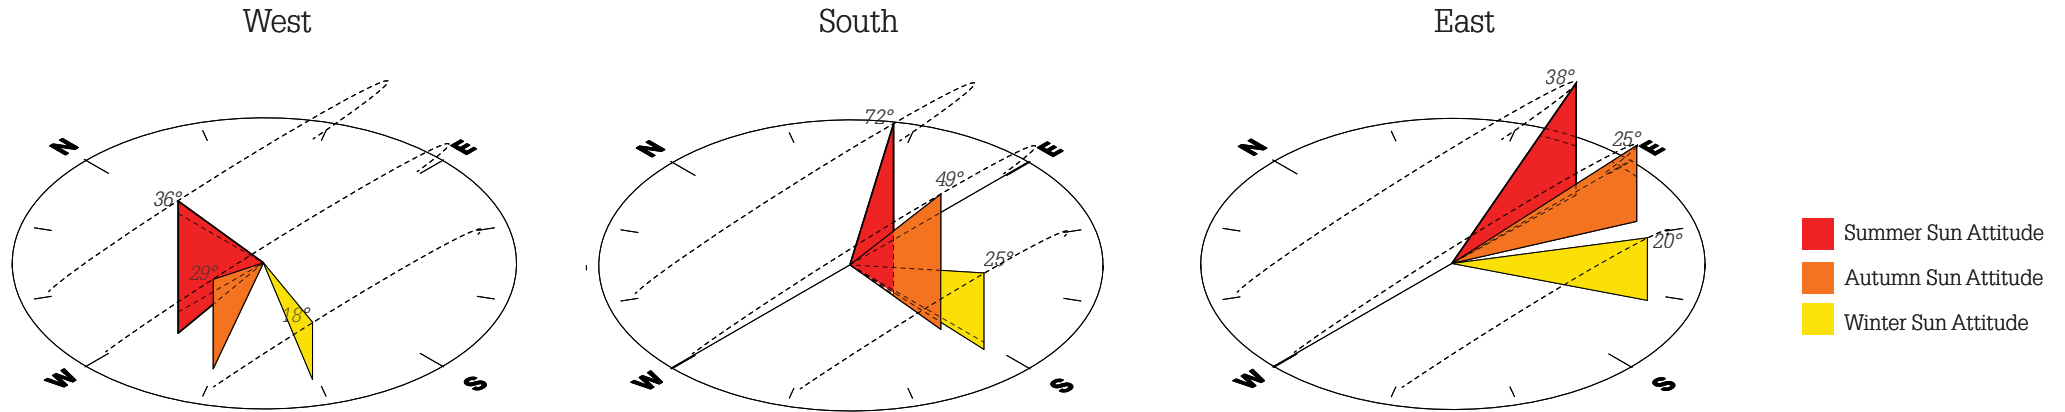 West
South
East
N
E
W
S
36°
29°
18°
N
E
W
S
72°
49°
25°
N
E
W
S
38°
25°
20°
Summer Sun Attitude
Autumn Sun Attitude
Winter Sun Attitude